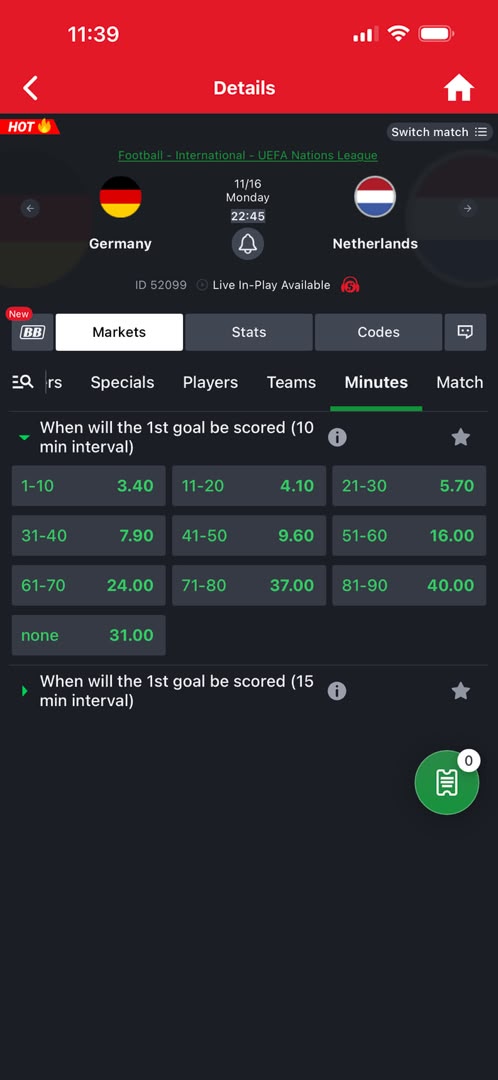 11:39
Details
HOT
Switch match
Football - International - UEFA Nations League
11/16
Monday
22:45
Germany
Netherlands
ID 52099 Live In-Play Available
New
BB Markets Stats Codes
rs Specials Players Teams Minutes Match
When will the 1st goal be scored (10
min interval)
1-10 3.40 11-20 4.10 21-30 5.70
31-40 7.90 41-50 9.60 51-60 16.00
61-70 24.00 71-80 37.00 81-90 40.00
none 31.00
When will the 1st goal be scored (15
min interval)
0